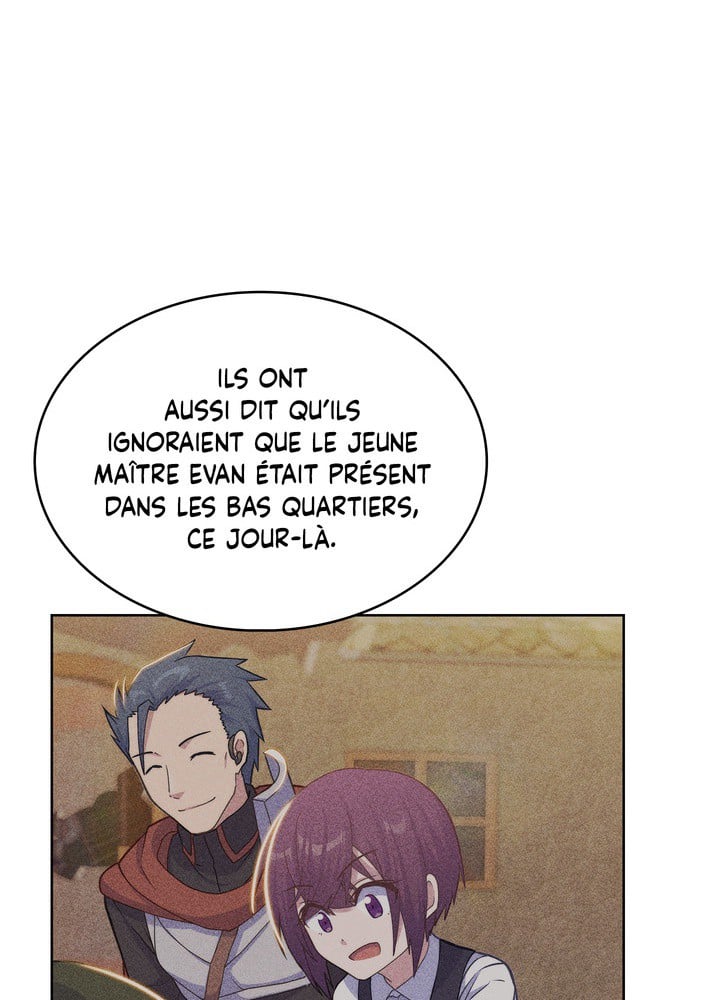 ILS ONT
AUSSI DIT QU'ILS
IGNORAIENT QUE LE JEUNE
MAÎTRE EVAN ÉTAIT PRÉSENT
DANS LES BAS QUARTIERS,
CE JOUR-LÀ.